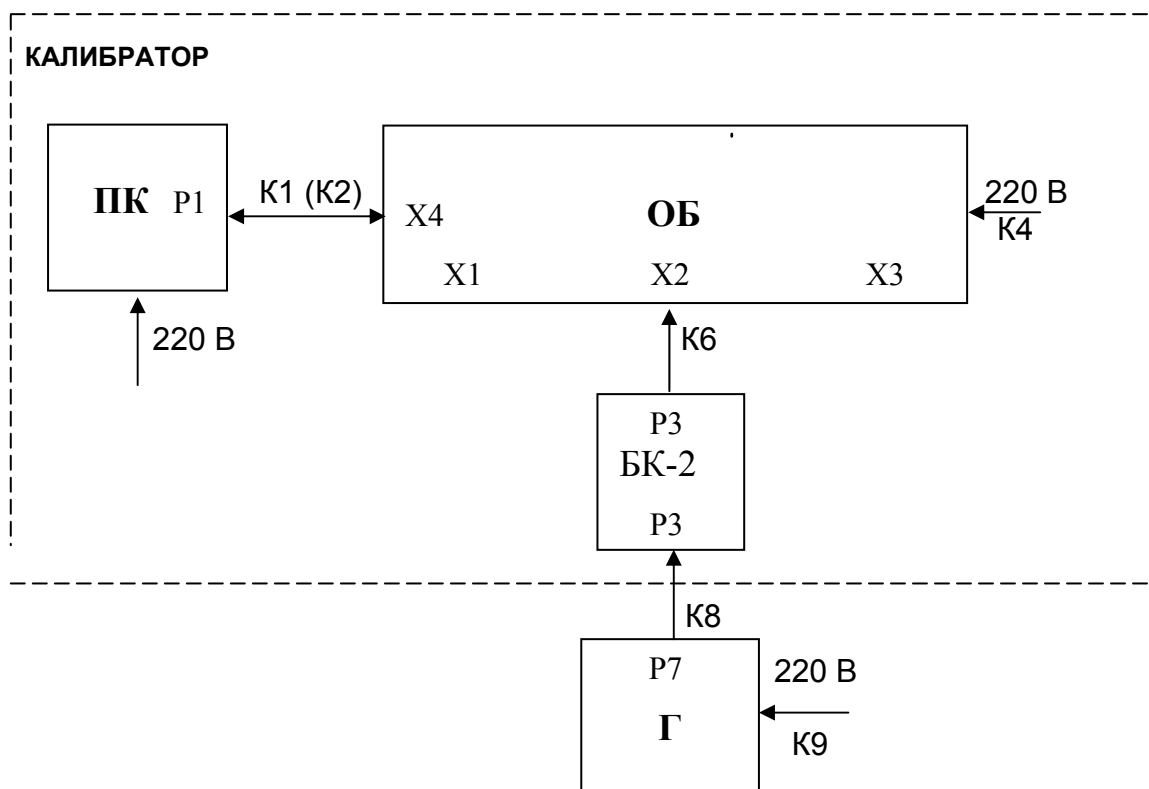 КАЛИБРАТОР
ПК Р1
К1 (К2)
Х4
ОБ
220 В
К4
Х1
Х2
Х3
220 В
К6
Р3
БК-2
Р3
К8
Р7
220 В
Г
К9